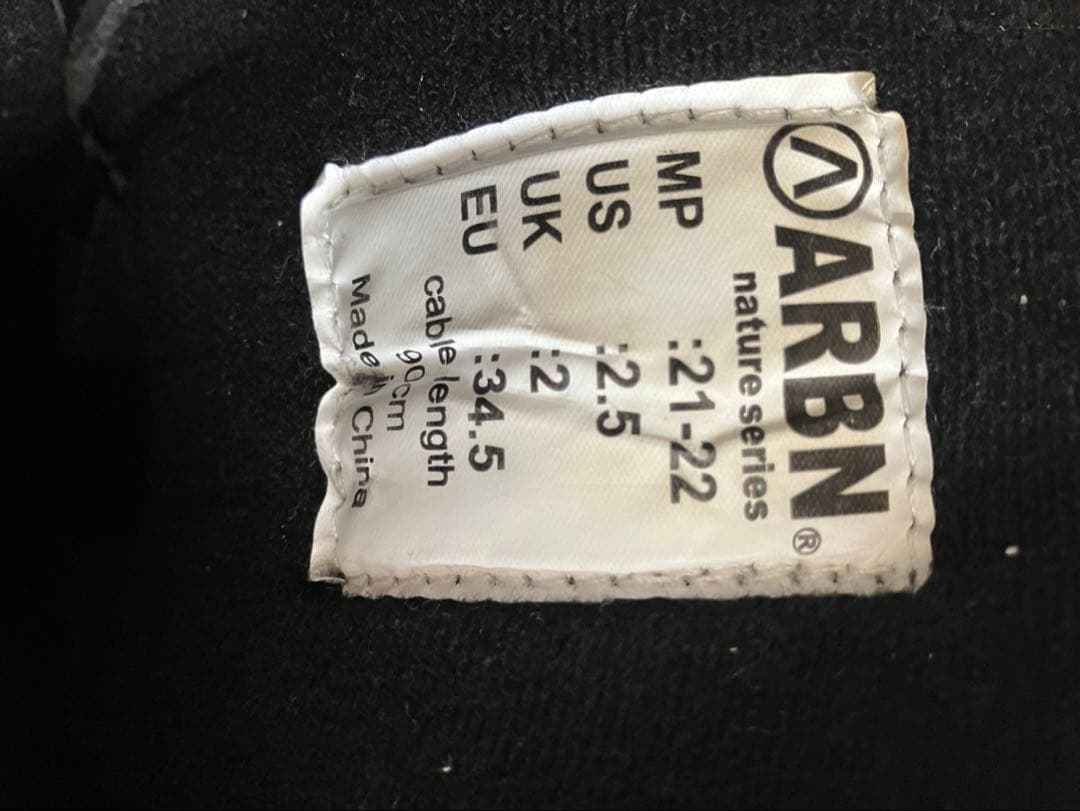 ARBN®
nature series
MP :21-22
US :2.5
UK :2
EU :34.5
cable length
90cm
Made in China